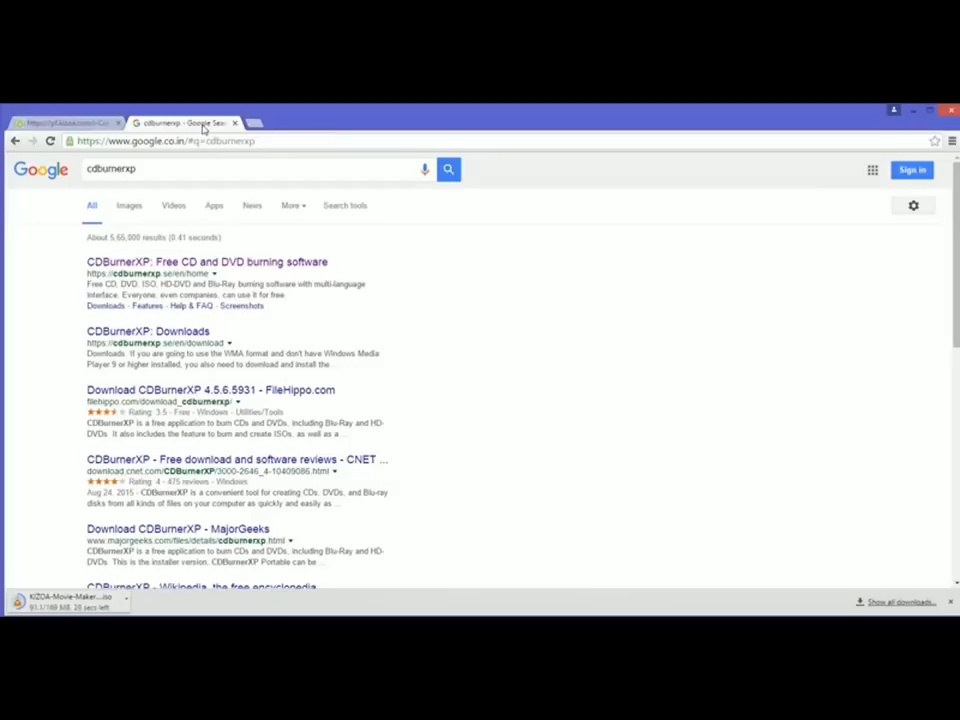 cdburnerxp - Google Sea
https://www.google.co.in/#q=cdburnerxp
Google
cdburnerxp
Sign in
All Images Videos Apps News More Search tools
About 5,65,000 results (0.41 seconds)
CDBurnerXP: Free CD and DVD burning software
https://cdburnerxp.se/en/home
Free CD, DVD, ISO, HD-DVD and Blu-Ray burning software with multi-language
interface. Everyone, even companies, can use it for free.
Downloads - Features - Help & FAQ - Screenshots
CDBurnerXP: Downloads
https://cdburnerxp.se/en/download
Downloads. If you are going to use the WMA format and don't have Windows Media
Player 9 or higher installed, you also need to download and install the ...
Download CDBurnerXP 4.5.6.5931 - FileHippo.com
filehippo.com/download_cdburnerxp/
Rating: 3.5 - Free - Windows - Utilities/Tools
CDBurnerXP is a free application to burn CDs and DVDs, including Blu-Ray and HD-
DVDs. It also includes the feature to burn and create ISOs, as well as a ...
CDBurnerXP - Free download and software reviews - CNET ...
download.cnet.com/CDBurnerXP/3000-2646_4-10409086.html
Rating: 4 - 475 reviews - Windows
Aug 24, 2015 - CDBurnerXP is a convenient tool for creating CDs, DVDs, and Blu-ray
disks from all kinds of files on your computer as quickly and easily as ...
Download CDBurnerXP - MajorGeeks
www.majorgeeks.com/files/details/cdburnerxp.html
CDBurnerXP is a free application to burn CDs and DVDs, including Blu-Ray and HD-
DVDs. This is the installer version, CDBurnerXP Portable can be ...
CDBurnerXP - Wikipedia, the free encyclopedia
KIZOA-Movie-Maker....iso
91.1/169 MB, 28 secs left
Show all downloads...